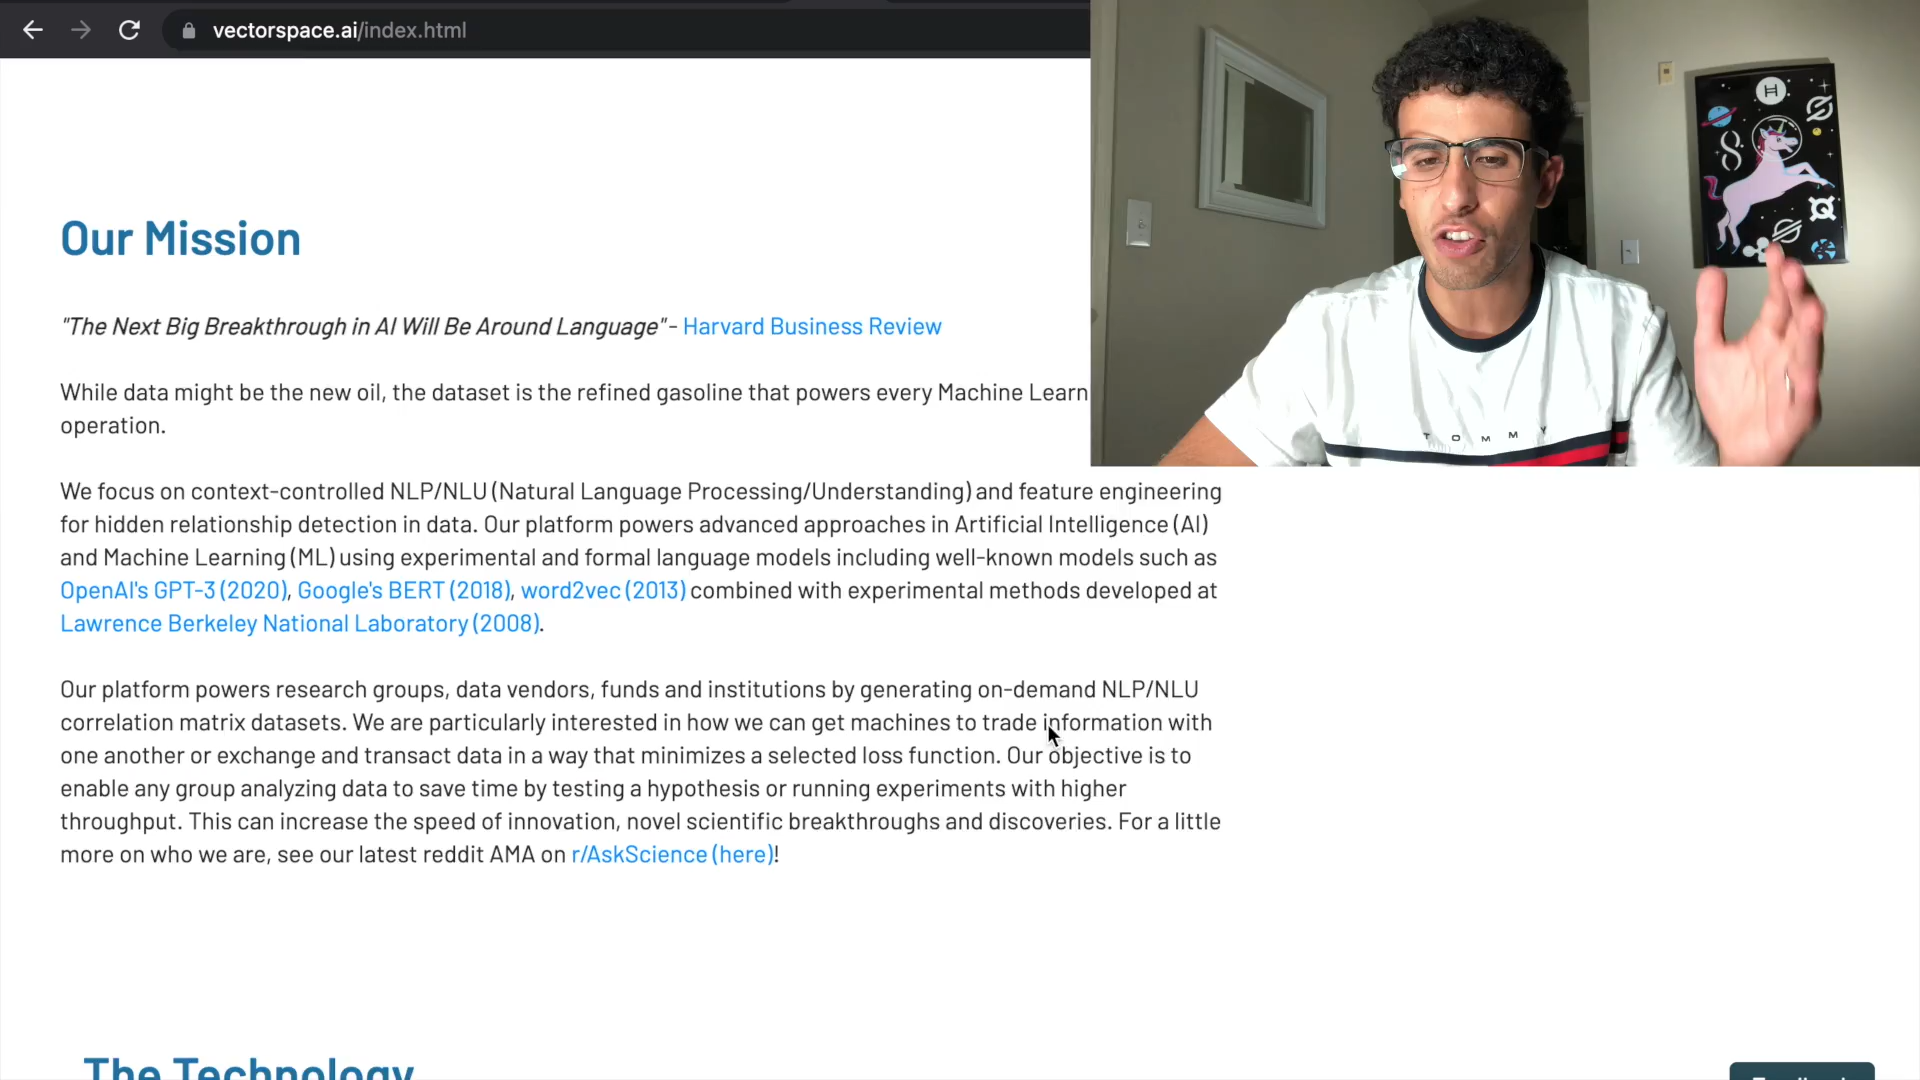 vectorspace.ai/index.html
Our Mission
"The Next Big Breakthrough in AI Will Be Around Language" - Harvard Business Review
While data might be the new oil, the dataset is the refined gasoline that powers every Machine Learn
operation.
We focus on context-controlled NLP/NLU (Natural Language Processing/Understanding) and feature engineering
for hidden relationship detection in data. Our platform powers advanced approaches in Artificial Intelligence (AI)
and Machine Learning (ML) using experimental and formal language models including well-known models such as
OpenAI's GPT-3 (2020), Google's BERT (2018), word2vec (2013) combined with experimental methods developed at
Lawrence Berkeley National Laboratory (2008).
Our platform powers research groups, data vendors, funds and institutions by generating on-demand NLP/NLU
correlation matrix datasets. We are particularly interested in how we can get machines to trade information with
one another or exchange and transact data in a way that minimizes a selected loss function. Our objective is to
enable any group analyzing data to save time by testing a hypothesis or running experiments with higher
throughput. This can increase the speed of innovation, novel scientific breakthroughs and discoveries. For a little
more on who we are, see our latest reddit AMA on r/AskScience (here)!
The Technology
TOMMY